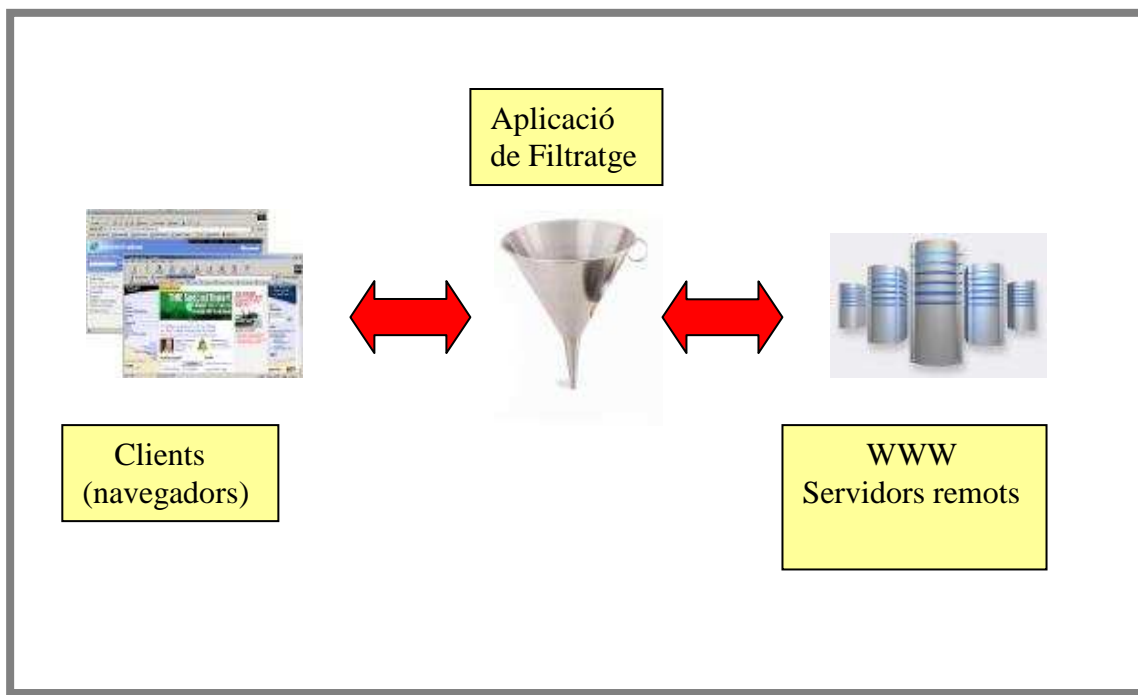 Aplicació
de Filtratge
Clients
(navegadors)
WWW
Servidors remots